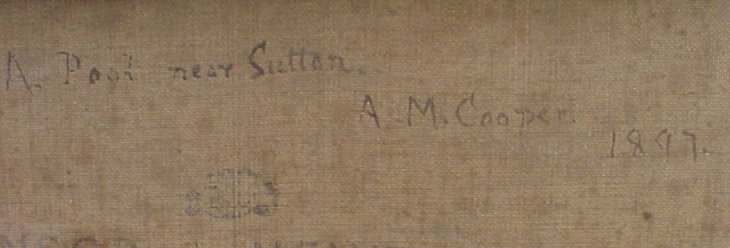 A. Pool near Sutton.
A. M. Cooper.
1897.